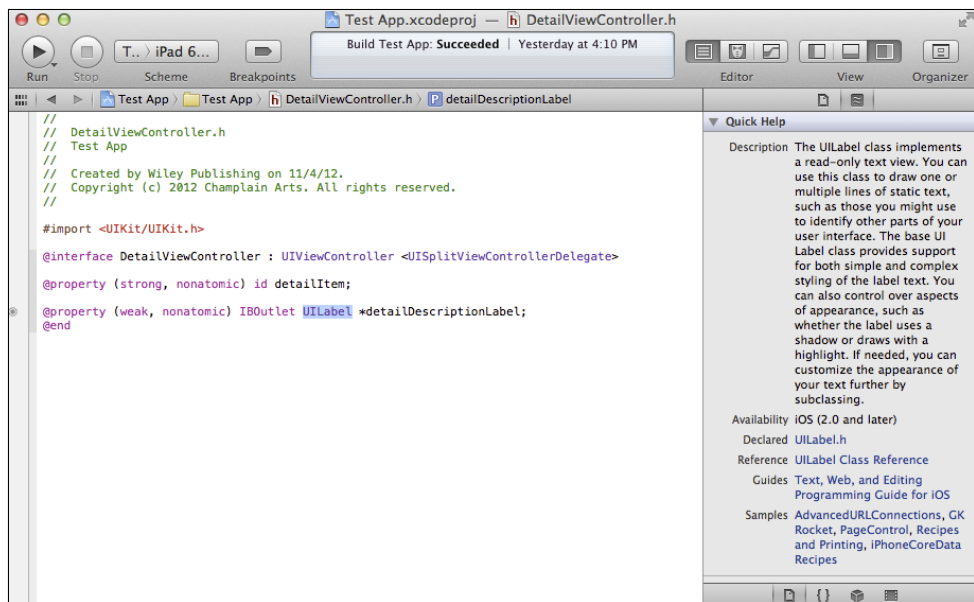 Test App.xcodeproj — h DetailViewController.h
T.. 〉 iPad 6...
Build Test App: Succeeded | Yesterday at 4:10 PM
Run Stop Scheme Breakpoints Editor View Organizer
Test App 〉 Test App 〉 h DetailViewController.h 〉 P detailDescriptionLabel
//
//  DetailViewController.h
//  Test App
//
//  Created by Wiley Publishing on 11/4/12.
//  Copyright (c) 2012 Champlain Arts. All rights reserved.
//
#import <UIKit/UIKit.h>
@interface DetailViewController : UIViewController <UISplitViewControllerDelegate>
@property (strong, nonatomic) id detailItem;
@property (weak, nonatomic) IBOutlet UILabel *detailDescriptionLabel;
@end
Quick Help
Description The UILabel class implements
a read-only text view. You can
use this class to draw one or
multiple lines of static text,
such as those you might use
to identify other parts of your
user interface. The base UI
Label class provides support
for both simple and complex
styling of the label text. You
can also control over aspects
of appearance, such as
whether the label uses a
shadow or draws with a
highlight. If needed, you can
customize the appearance of
your text further by
subclassing.
Availability iOS (2.0 and later)
Declared UILabel.h
Reference UILabel Class Reference
Guides Text, Web, and Editing
Programming Guide for iOS
Samples AdvancedURLConnections, GK
Rocket, PageControl, Recipes
and Printing, iPhoneCoreData
Recipes
{}